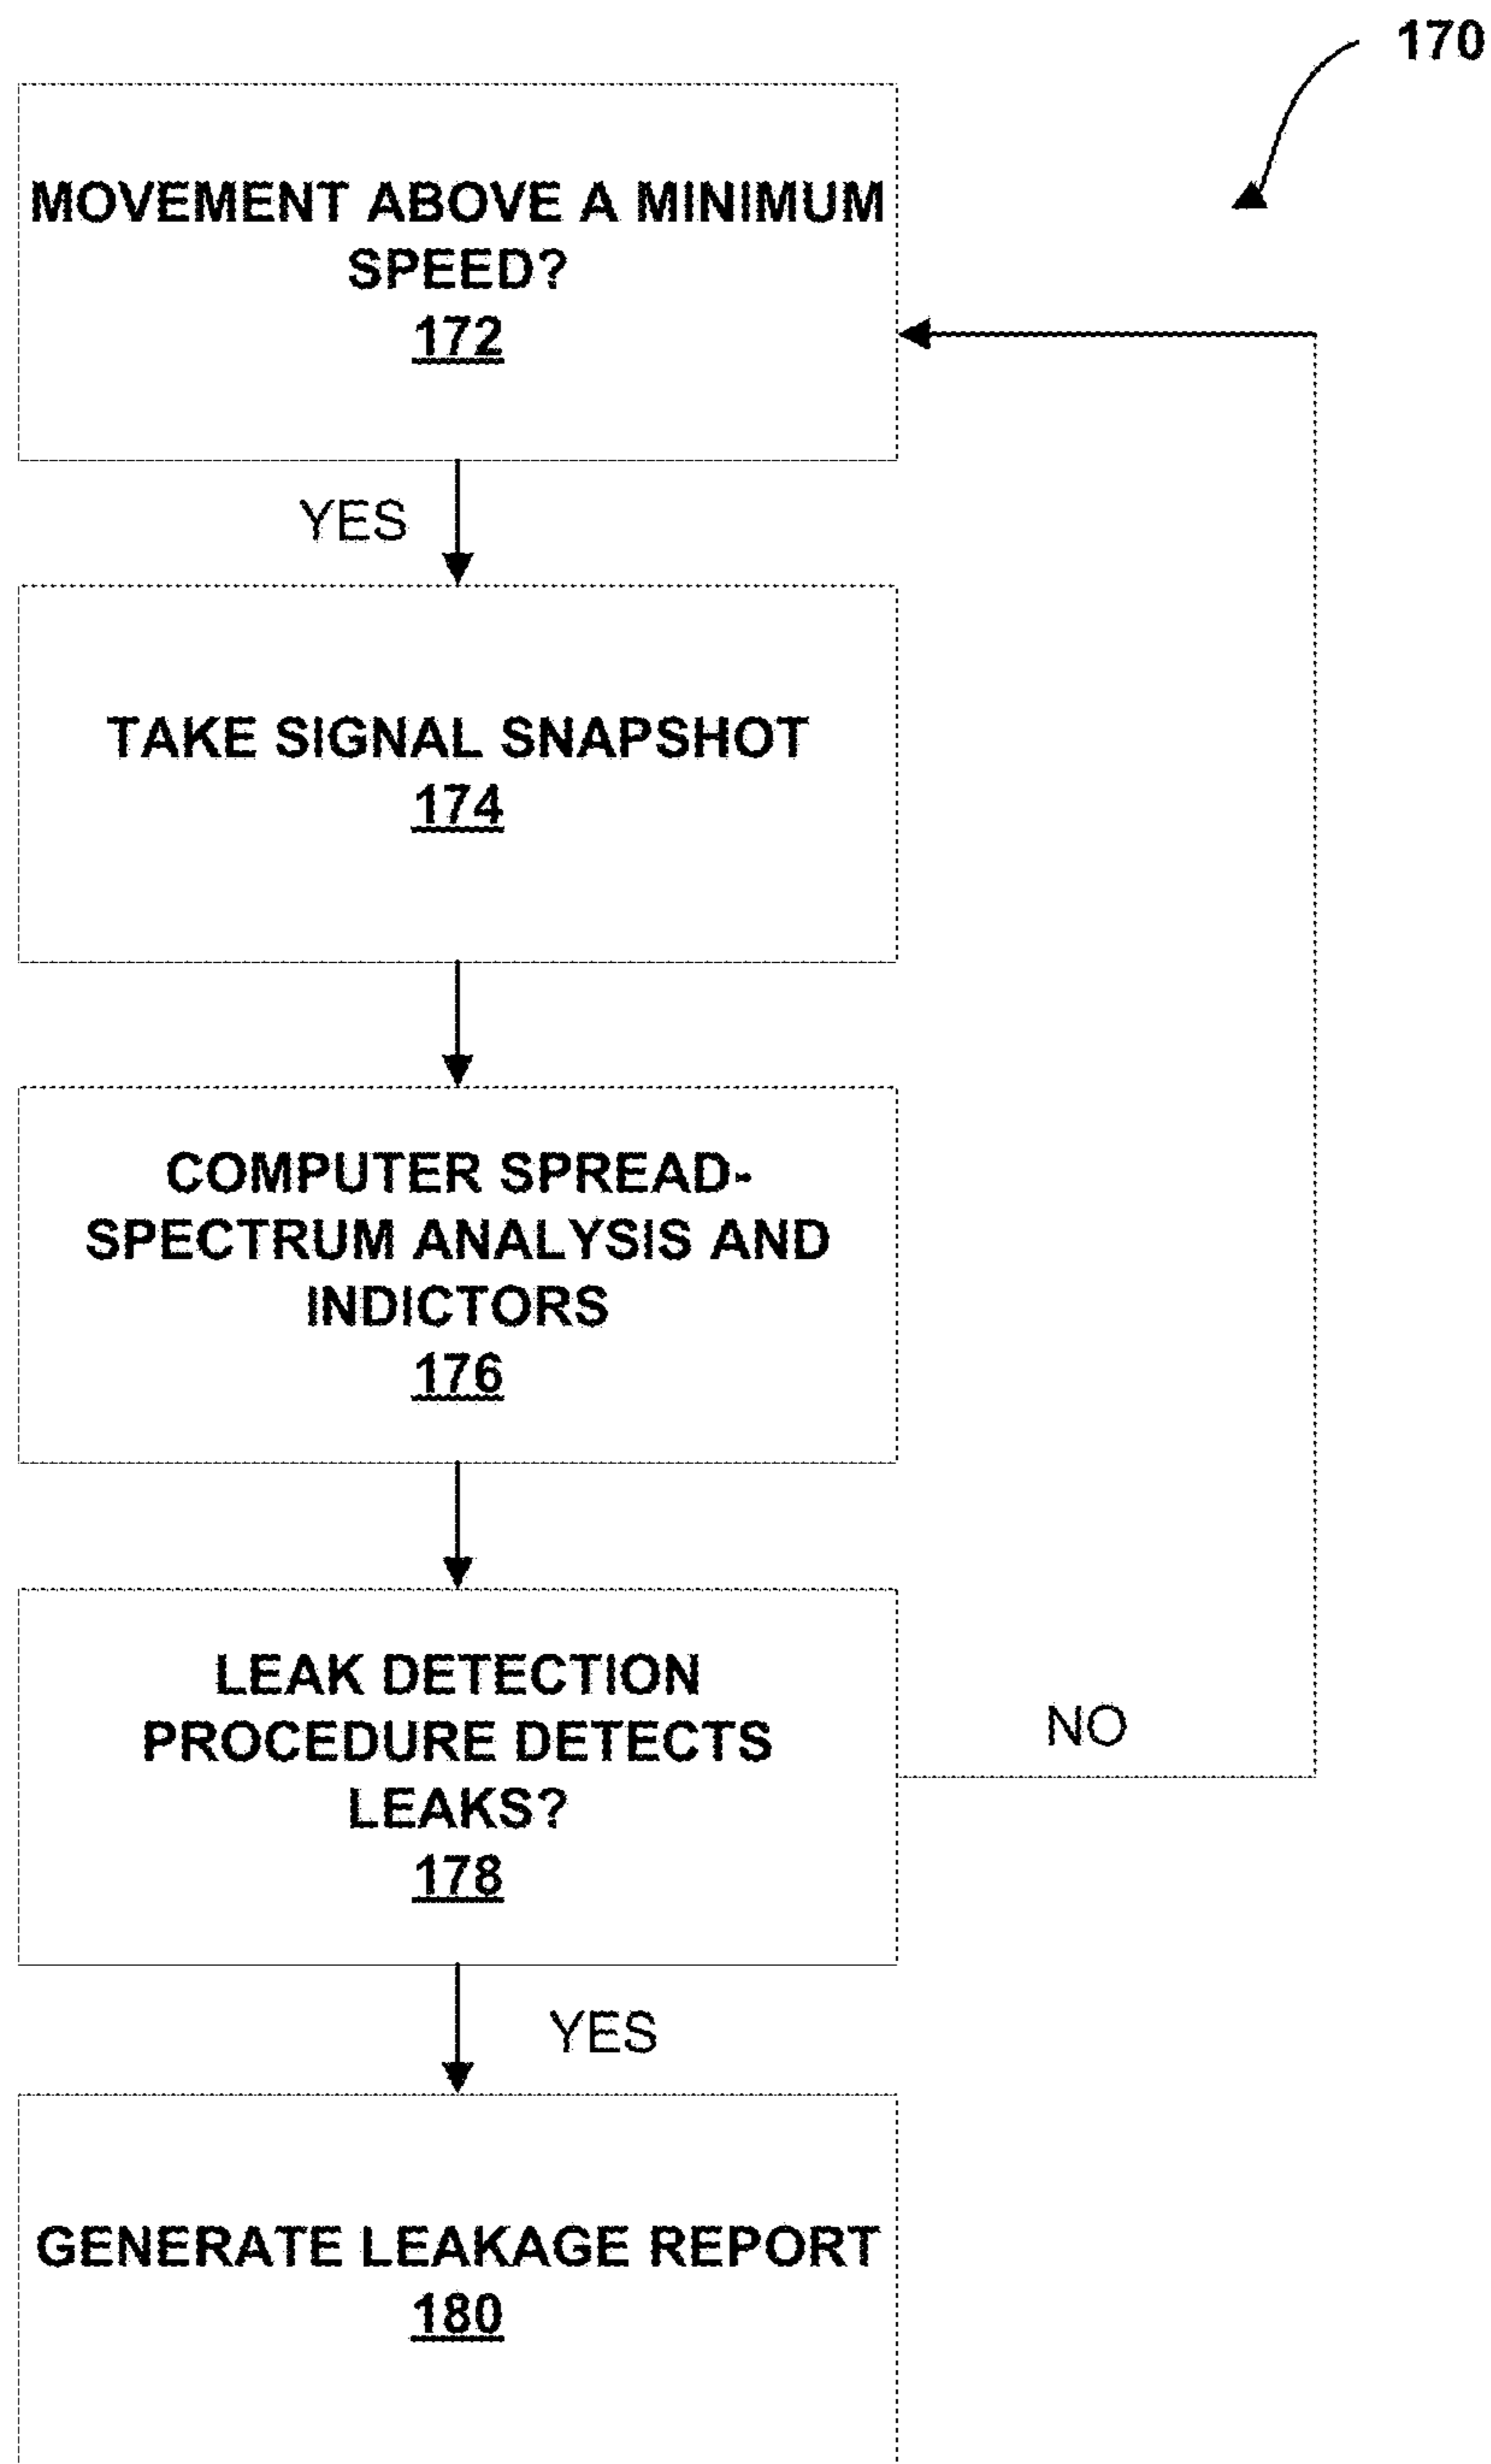 170
MOVEMENT ABOVE A MINIMUM
SPEED?
172
YES
TAKE SIGNAL SNAPSHOT
174
COMPUTER SPREAD-
SPECTRUM ANALYSIS AND
INDICTORS
176
LEAK DETECTION
PROCEDURE DETECTS
LEAKS?
178
NO
YES
GENERATE LEAKAGE REPORT
180